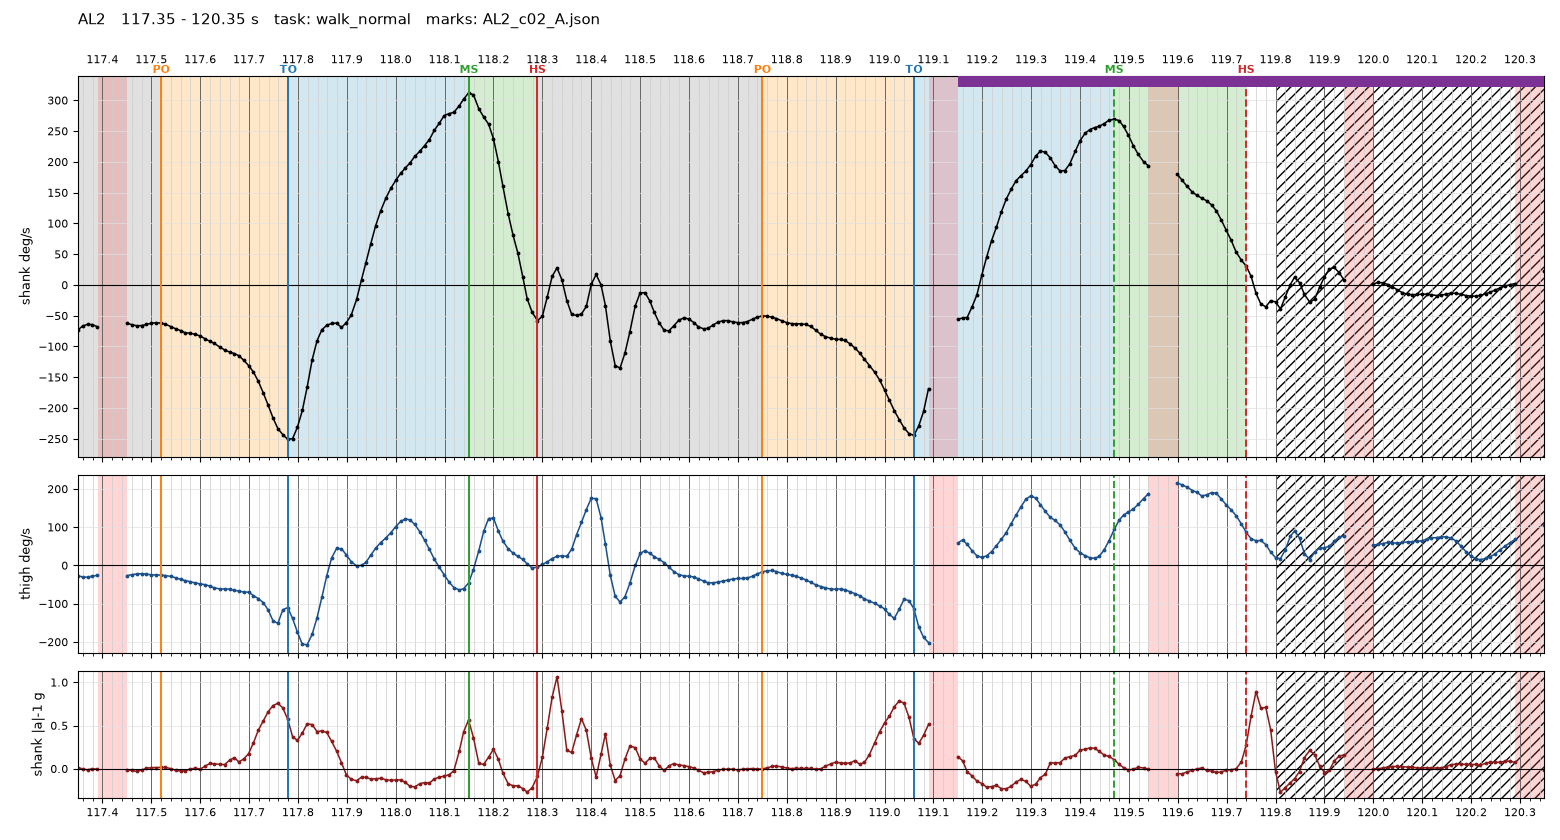 AL2   117.35 - 120.35 s   task: walk_normal   marks: AL2_c02_A.json
117.4 117.5 117.6 117.7 117.8 117.9 118.0 118.1 118.2 118.3 118.4 118.5 118.6 118.7 118.8 118.9 119.0 119.1 119.2 119.3 119.4 119.5 119.6 119.7 119.8 119.9 120.0 120.1 120.2 120.3
PO TO MS HS PO TO MS HS
shank deg/s
300
250
200
150
100
50
0
−50
−100
−150
−200
−250
thigh deg/s
200
100
0
−100
−200
shank |a|-1 g
1.0
0.5
0.0
117.4 117.5 117.6 117.7 117.8 117.9 118.0 118.1 118.2 118.3 118.4 118.5 118.6 118.7 118.8 118.9 119.0 119.1 119.2 119.3 119.4 119.5 119.6 119.7 119.8 119.9 120.0 120.1 120.2 120.3